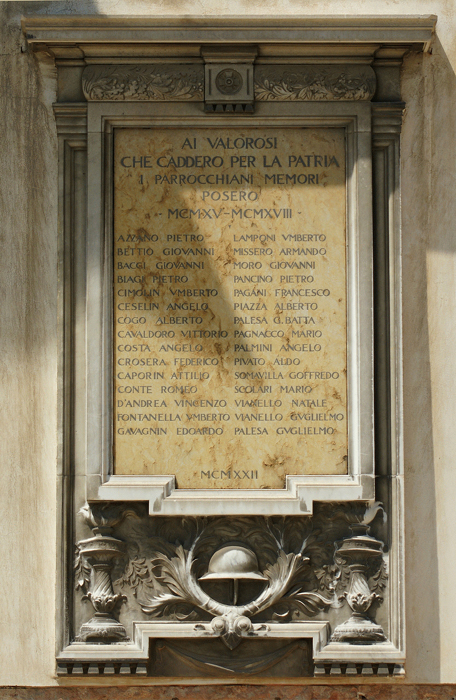 AI VALOROSI
CHE CADDERO PER LA PATRIA
I PARROCCHIANI MEMORI
POSERO
- MCMXV - MCMXVIII -
PIETRO LAMPONI VMBERTO
BETTIO GIOVANNI MISSERO ARMANDO
BACCI GIOVANNI MORO GIOVANNI
BIAGI PIETRO PANCINO PIETRO
CIMOLIN VMBERTO PAGANI FRANCESCO
CESELIN ANGELO PIAZZA ALBERTO
COGO ALBERTO PALESA G. BATTA
CAVALDORO VITTORIO PAGNACCO MARIO
COSTA ANGELO PALMINI ANGELO
CROSERA FEDERICO PIVATO ALDO
CAPORIN ATTILIO SOMAVILLA GOFFREDO
CONTE ROMEO SCOLARI MARIO
D'ANDREA VINCENZO VIANELLO NATALE
FONTANELLA VMBERTO VIANELLO GVGLIELMO
GAVAGNIN EDOARDO PALESA GVGLIELMO
MCMXXII